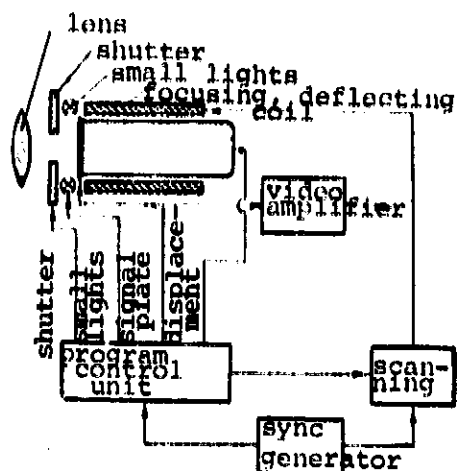 lens
shutter
small lights
focusing, deflecting
coil
video
amplifier
shutter
small
lights
signal
plate
displace-
ment
program
control
unit
scan-
ning
sync
generator